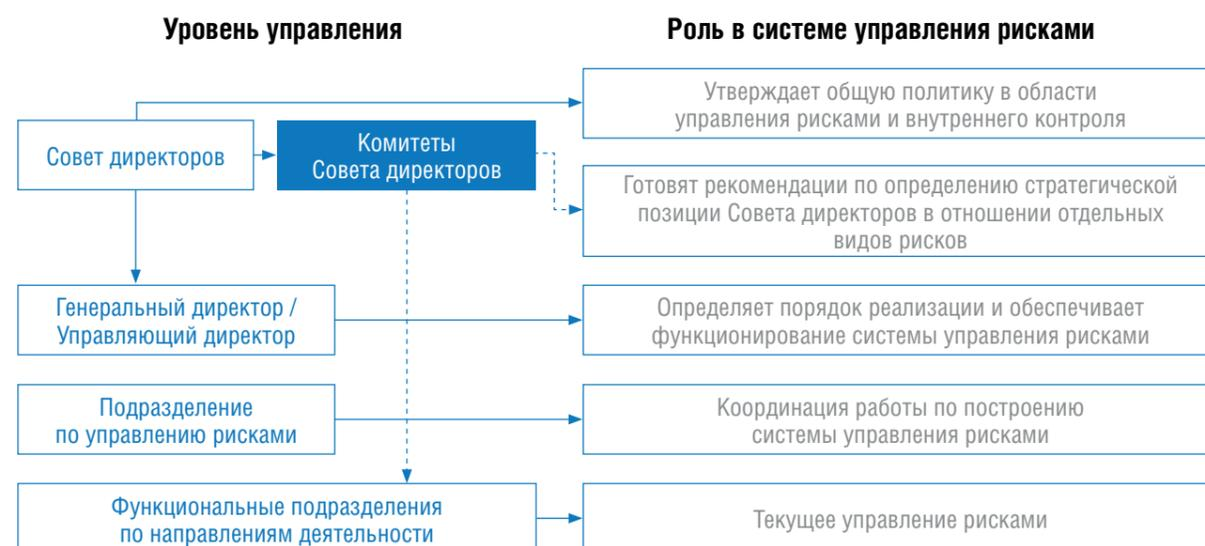 Уровень управления
Роль в системе управления рисками
Совет директоров
Комитеты
Совета директоров
Утверждает общую политику в области
управления рисками и внутреннего контроля
Готовят рекомендации по определению стратегической
позиции Совета директоров в отношении отдельных
видов рисков
Генеральный директор /
Управляющий директор
Определяет порядок реализации и обеспечивает
функционирование системы управления рисками
Подразделение
по управлению рисками
Координация работы по построению
системы управления рисками
Функциональные подразделения
по направлениям деятельности
Текущее управление рисками